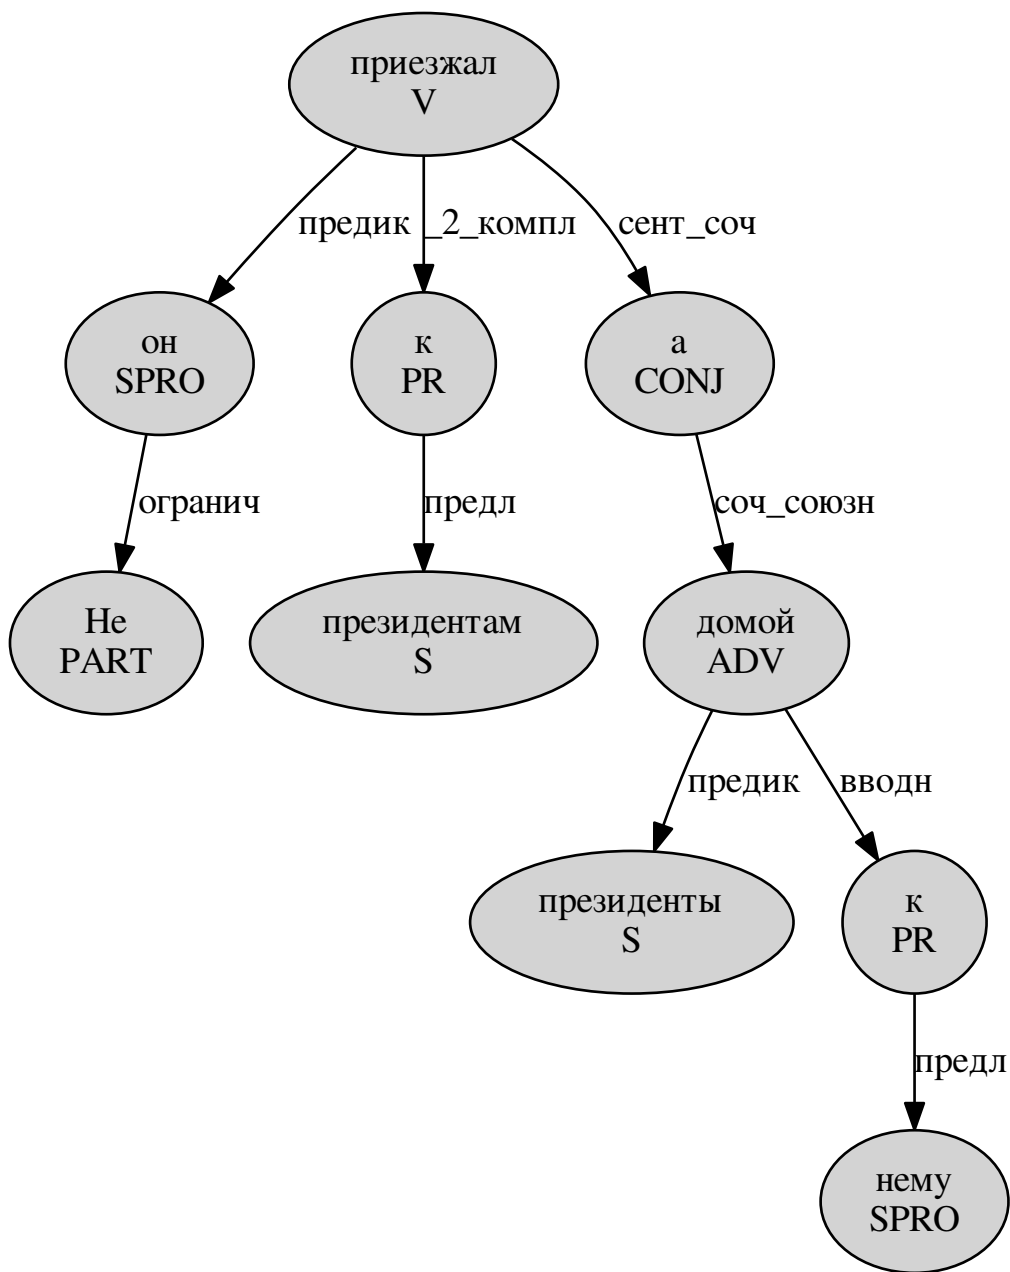 приезжал
V
предик
_2_компл
сент_соч
он
SPRO
к
PR
а
CONJ
огранич
предл
соч_союзн
Не
PART
президентам
S
домой
ADV
предик
вводн
президенты
S
к
PR
предл
нему
SPRO